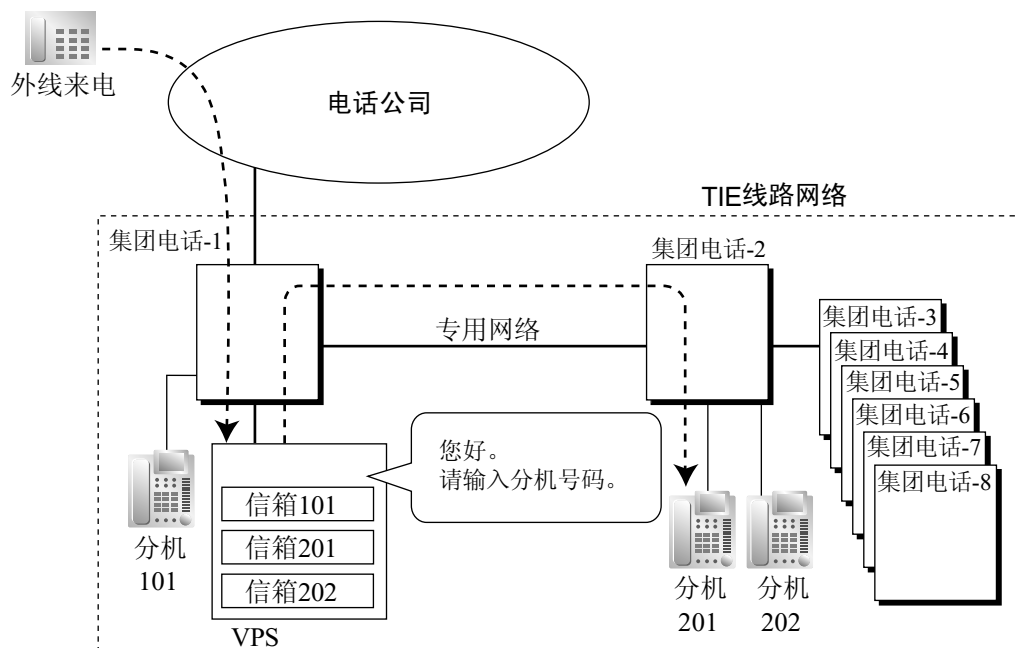 外线来电
电话公司
TIE线路网络
集团电话-1
集团电话-2
专用网络
集团电话-3
集团电话-4
集团电话-5
集团电话-6
集团电话-7
集团电话-8
您好。
请输入分机号码。
信箱101
信箱201
信箱202
VPS
分机
101
分机
201
分机
202